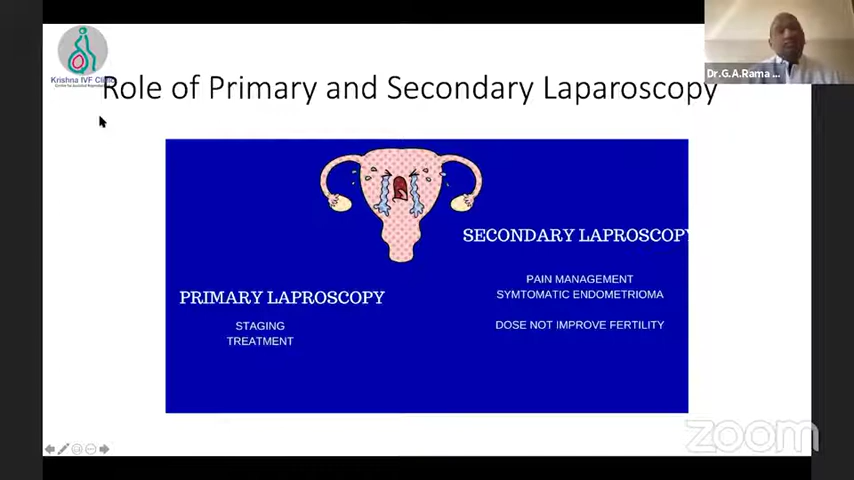 Krishna IVF Clinic
Dr.G.A.Rama ...
Role of Primary and Secondary Laparoscopy
SECONDARY LAPROSCOPY
PAIN MANAGEMENT
SYMTOMATIC ENDOMETRIOMA
DOSE NOT IMPROVE FERTILITY
PRIMARY LAPROSCOPY
STAGING
TREATMENT
zoom